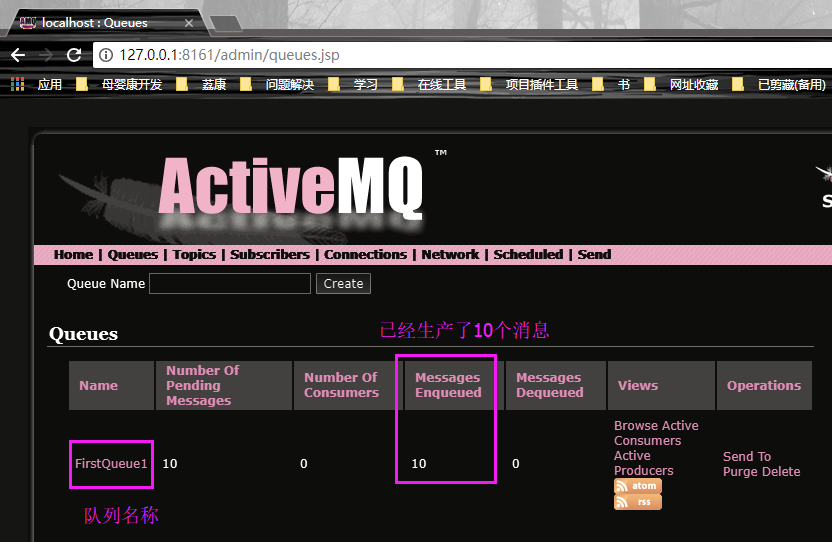 localhost : Queues
127.0.0.1:8161/admin/queues.jsp
应用 母婴康开发 荔康 问题解决 学习 在线工具 项目插件工具 书 网址收藏 已剪藏(备用)
ActiveMQ™
S
Home | Queues | Topics | Subscribers | Connections | Network | Scheduled | Send
Queue Name Create
已经生产了10个消息
Queues
Name Number Of Pending Messages Number Of Consumers Messages Enqueued Messages Dequeued Views Operations
FirstQueue1 10 0 10 0
Browse Active Consumers
Active Producers
atom
rss
Send To
Purge Delete
队列名称